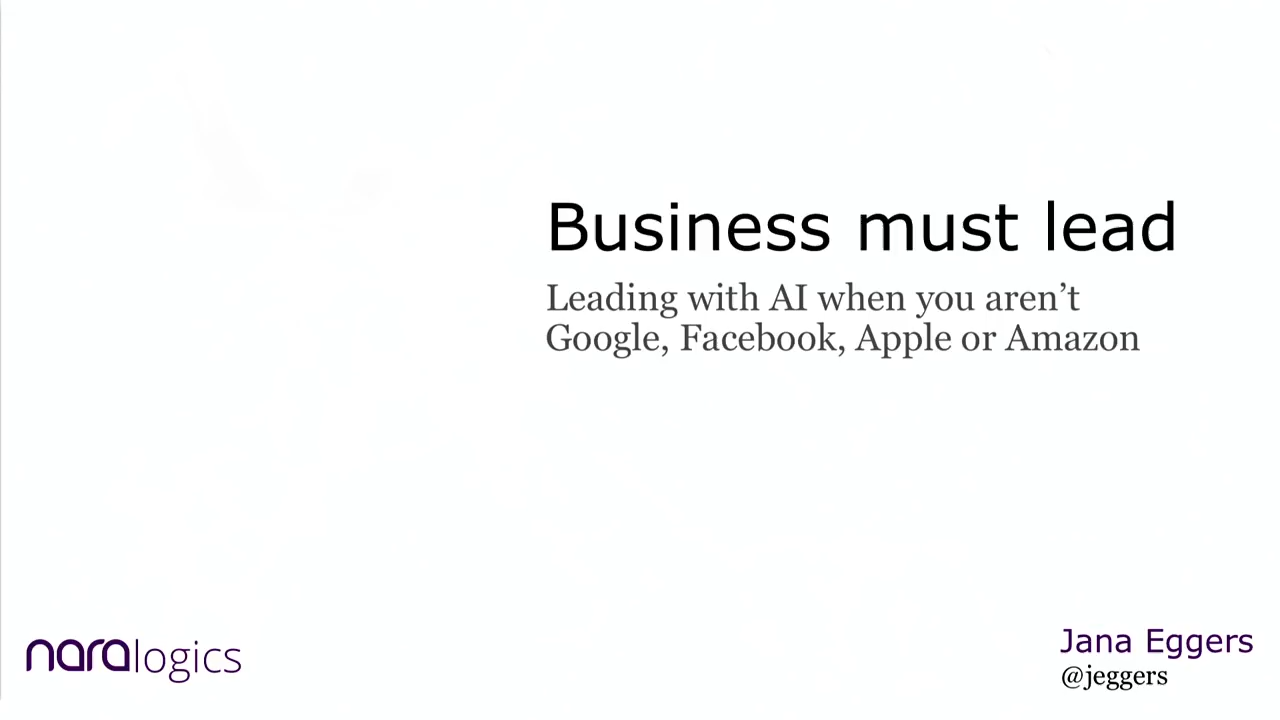 Business must lead
Leading with AI when you aren’t
Google, Facebook, Apple or Amazon
naralogics
Jana Eggers
@jeggers